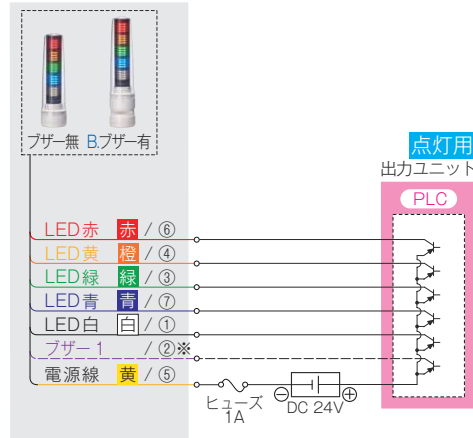 ブザー無 B.ブザー有
点灯用
出力ユニット
PLC
LED赤 赤 / ⑥
LED黄 橙 / ④
LED緑 緑 / ③
LED青 青 / ⑦
LED白 白 / ①
ブザー1 / ②※
電源線 黄 / ⑤
ヒューズ
1A
⊖ DC 24V ⊕